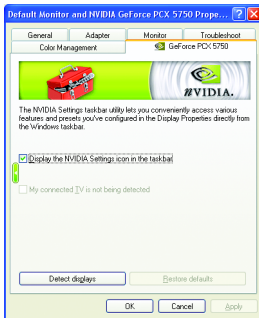 Default Monitor and NVIDIA GeForce PCX 5750 Prope...
General Adapter Monitor Troubleshoot
Color Management GeForce PCX 5750
nVIDIA.
The NVIDIA Settings taskbar utility lets you conveniently access various
features and presets you've configured in the Display Properties directly from
the Windows taskbar.
Display the NVIDIA Settings icon in the taskbar
My connected TV is not being detected
Detect displays Restore defaults
OK Cancel Apply